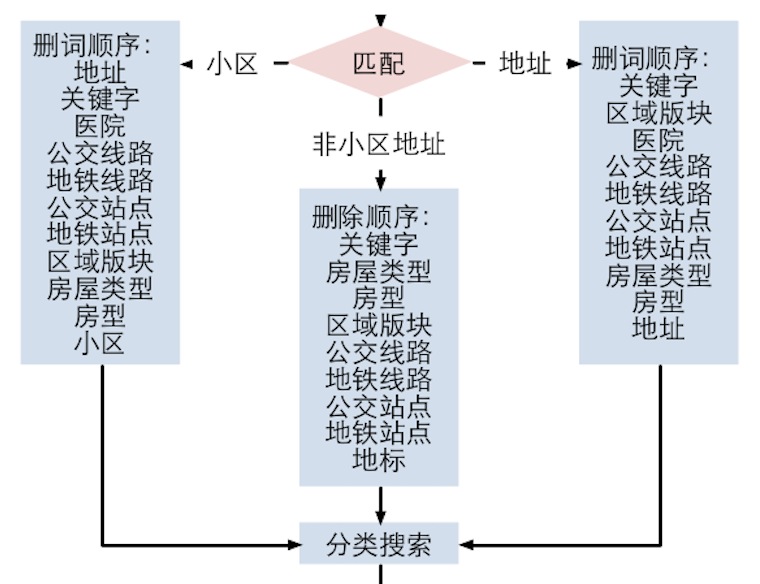 匹配
小区
地址
非小区地址
删词顺序：
地址
关键字
医院
公交线路
地铁线路
公交站点
地铁站点
区域版块
房屋类型
房型
小区
删除顺序：
关键字
房屋类型
房型
区域版块
公交线路
地铁线路
公交站点
地铁站点
地标
删词顺序：
关键字
区域版块
医院
公交线路
地铁线路
公交站点
地铁站点
房屋类型
房型
地址
分类搜索